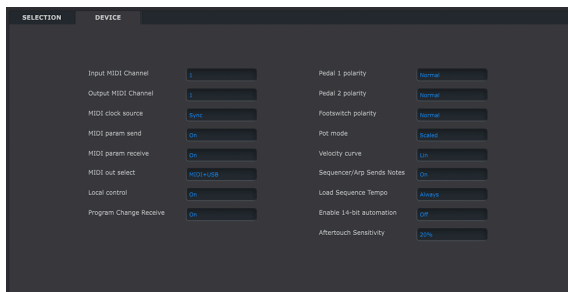 SELECTION DEVICE
Input MIDI Channel 1
Output MIDI Channel 1
MIDI clock source Sync
MIDI param send On
MIDI param receive On
MIDI out select MIDI+USB
Local control On
Program Change Receive On
Pedal 1 polarity Normal
Pedal 2 polarity Normal
Footswitch polarity Normal
Pot mode Scaled
Velocity curve Lin
Sequencer/Arp Sends Notes On
Load Sequence Tempo Always
Enable 14-bit automation Off
Aftertouch Sensitivity 20%